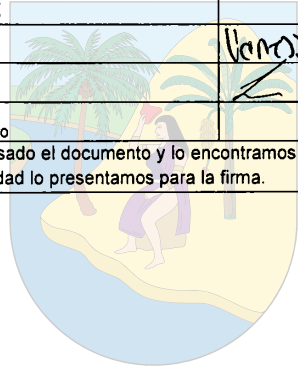 o
sado el documento y lo encontramos
dad lo presentamos para la firma.